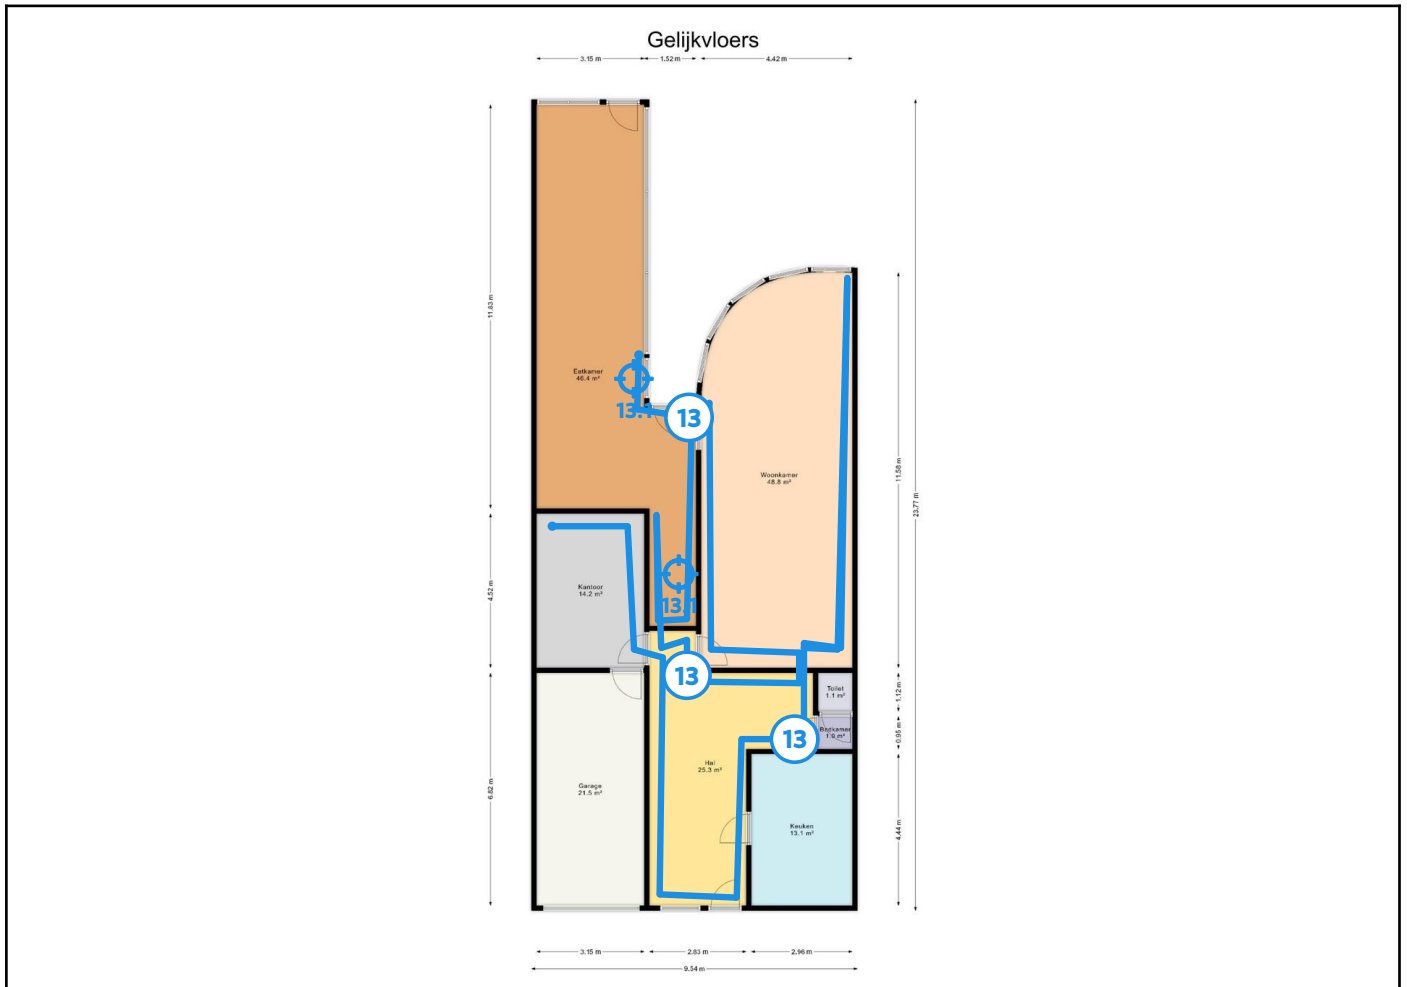 Gelijkvloers
3.15 m
1.52 m
4.42 m
11.83 m
4.52 m
6.82 m
Eetkamer
46.4 m²
13.1
13
Woonkamer
48.8 m²
11.58 m
23.77 m
Kantoor
14.2 m²
13.1
13
Toilet
1.1 m²
1.12 m
Badkamer
0.95 m
13
Hal
25.3 m²
Garage
21.5 m²
Keuken
13.1 m²
4.44 m
3.15 m
2.83 m
2.96 m
9.54 m